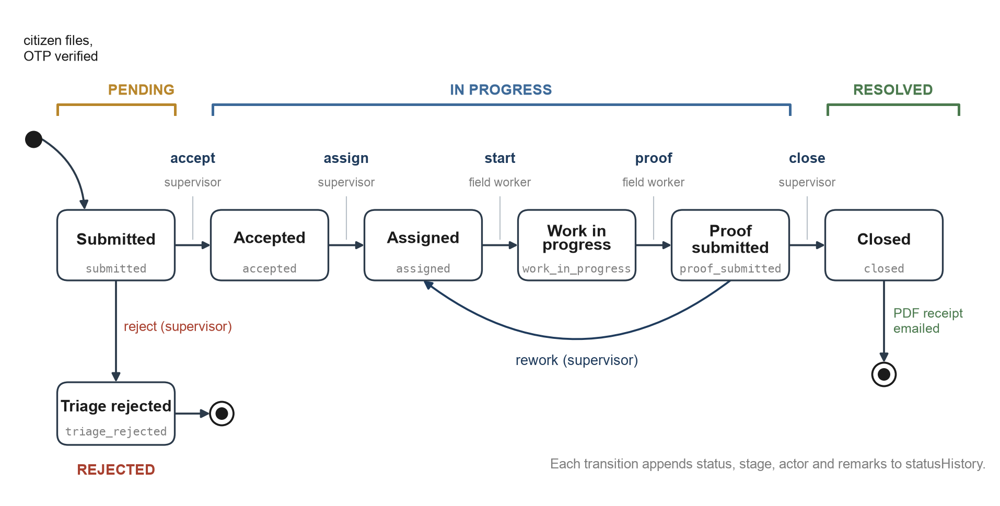 citizen files,
OTP verified
PENDING
IN PROGRESS
RESOLVED
accept
assign
start
proof
close
supervisor
supervisor
field worker
field worker
supervisor
Submitted
submitted
Accepted
accepted
Assigned
assigned
Work in
progress
work_in_progress
Proof
submitted
proof_submitted
Closed
closed
reject (supervisor)
rework (supervisor)
PDF receipt
emailed
Triage rejected
triage_rejected
REJECTED
Each transition appends status, stage, actor and remarks to statusHistory.